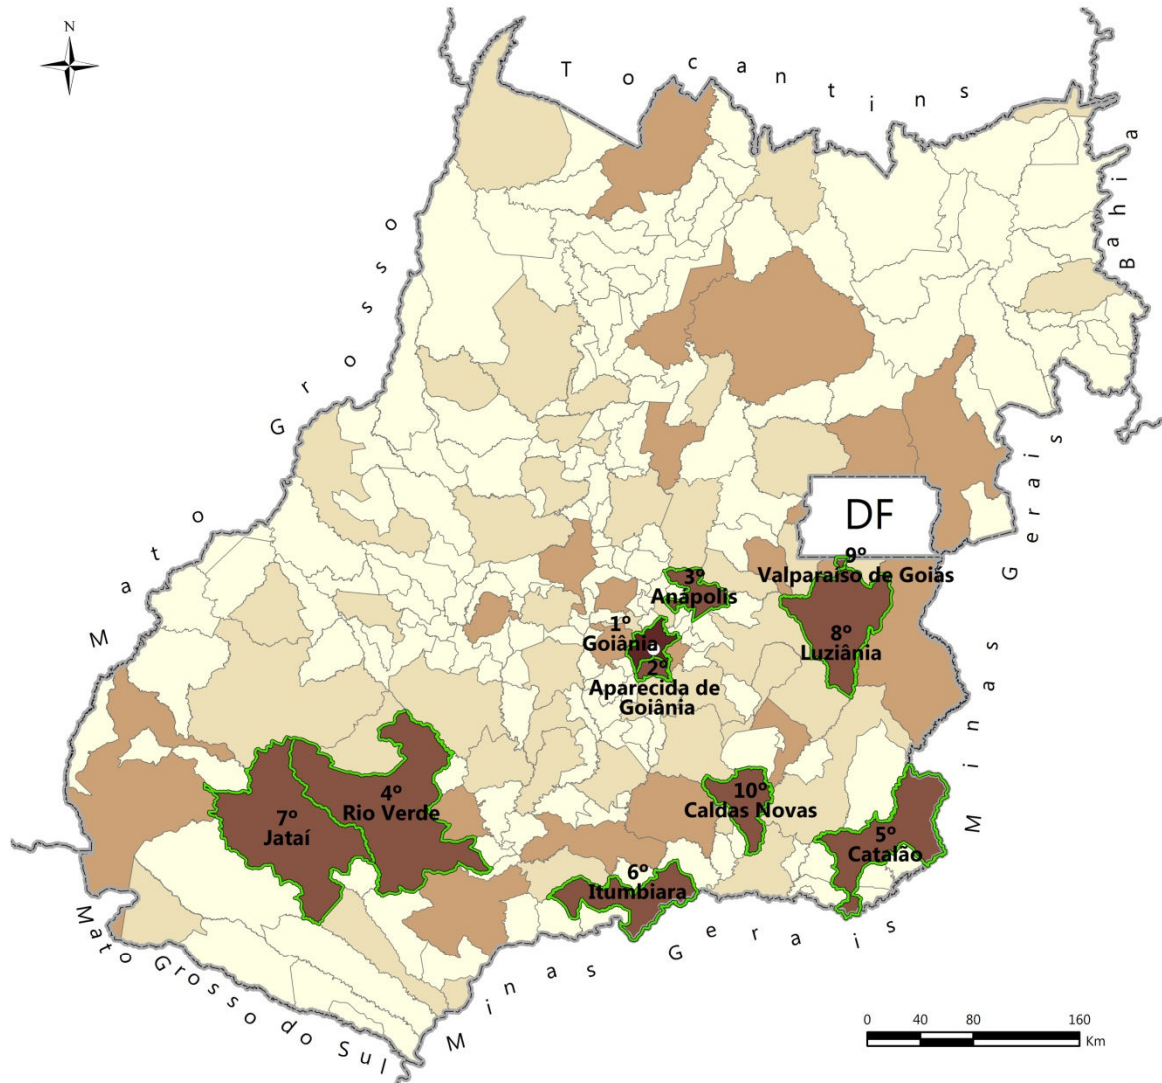 N
Tocantins
Bahia
Mato Grosso
DF
Minas Gerais
9º
Valparaíso de Goiás
3º
Anápolis
1º
Goiânia
8º
Luziânia
2º
Aparecida de
Goiânia
10º
Caldas Novas
4º
Rio Verde
7º
Jataí
5º
Catalão
6º
Itumbiara
Minas Gerais
Mato Grosso do Sul
0 40 80 160
Km